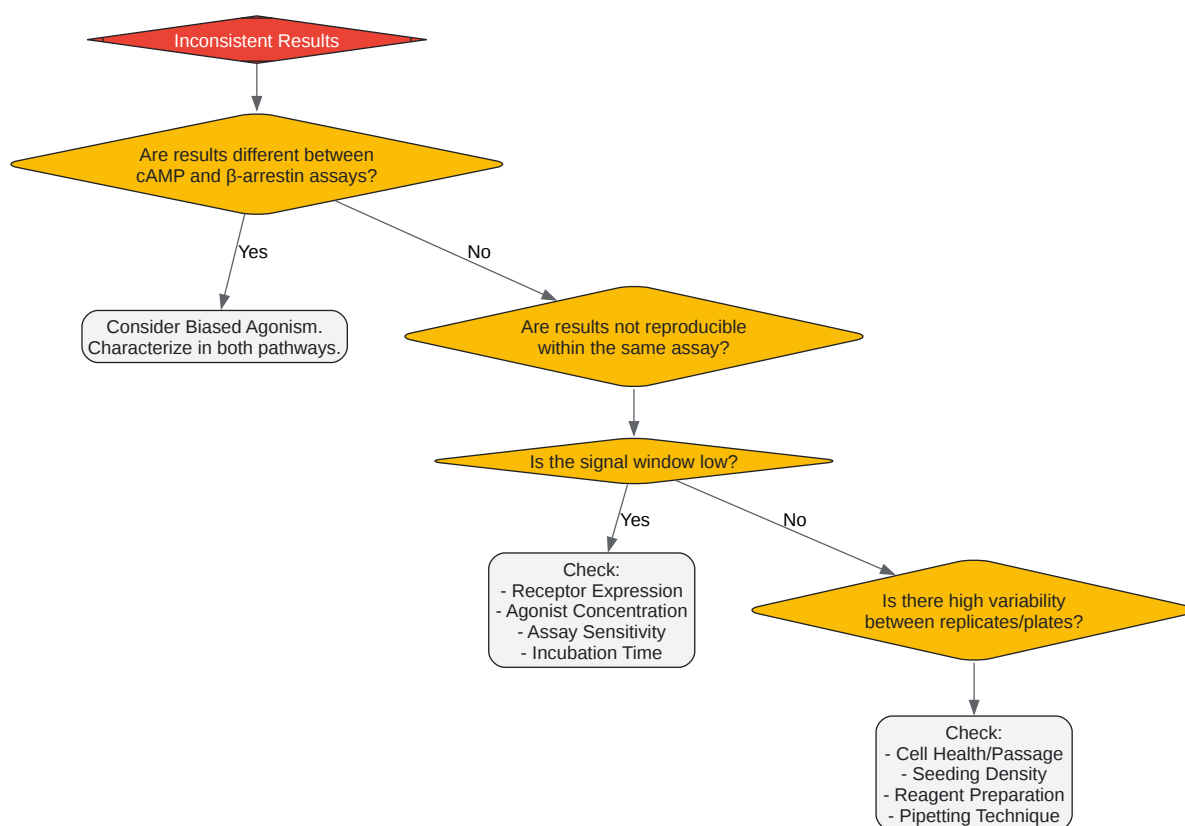 Inconsistent Results
Are results different between
cAMP and β-arrestin assays?
Yes
No
Consider Biased Agonism.
Characterize in both pathways.
Are results not reproducible
within the same assay?
Is the signal window low?
Yes
No
Check:
- Receptor Expression
- Agonist Concentration
- Assay Sensitivity
- Incubation Time
Is there high variability
between replicates/plates?
Check:
- Cell Health/Passage
- Seeding Density
- Reagent Preparation
- Pipetting Technique